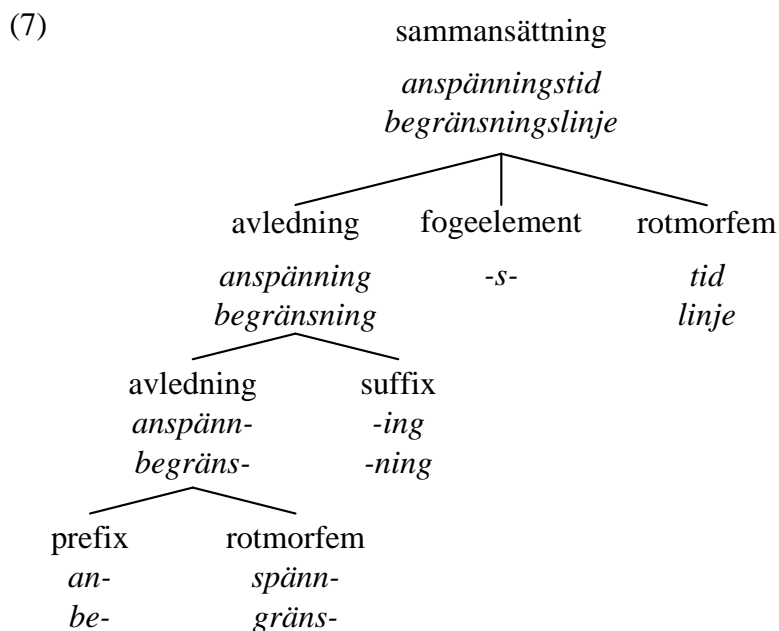 (7)
sammansättning
anspänningstid
begränsningslinje
avledning fogeelement rotmorfem
anspänning -s- tid
begränsning linje
avledning suffix
anspänn- -ing
begräns- -ning
prefix rotmorfem
an- spänn-
be- gräns-